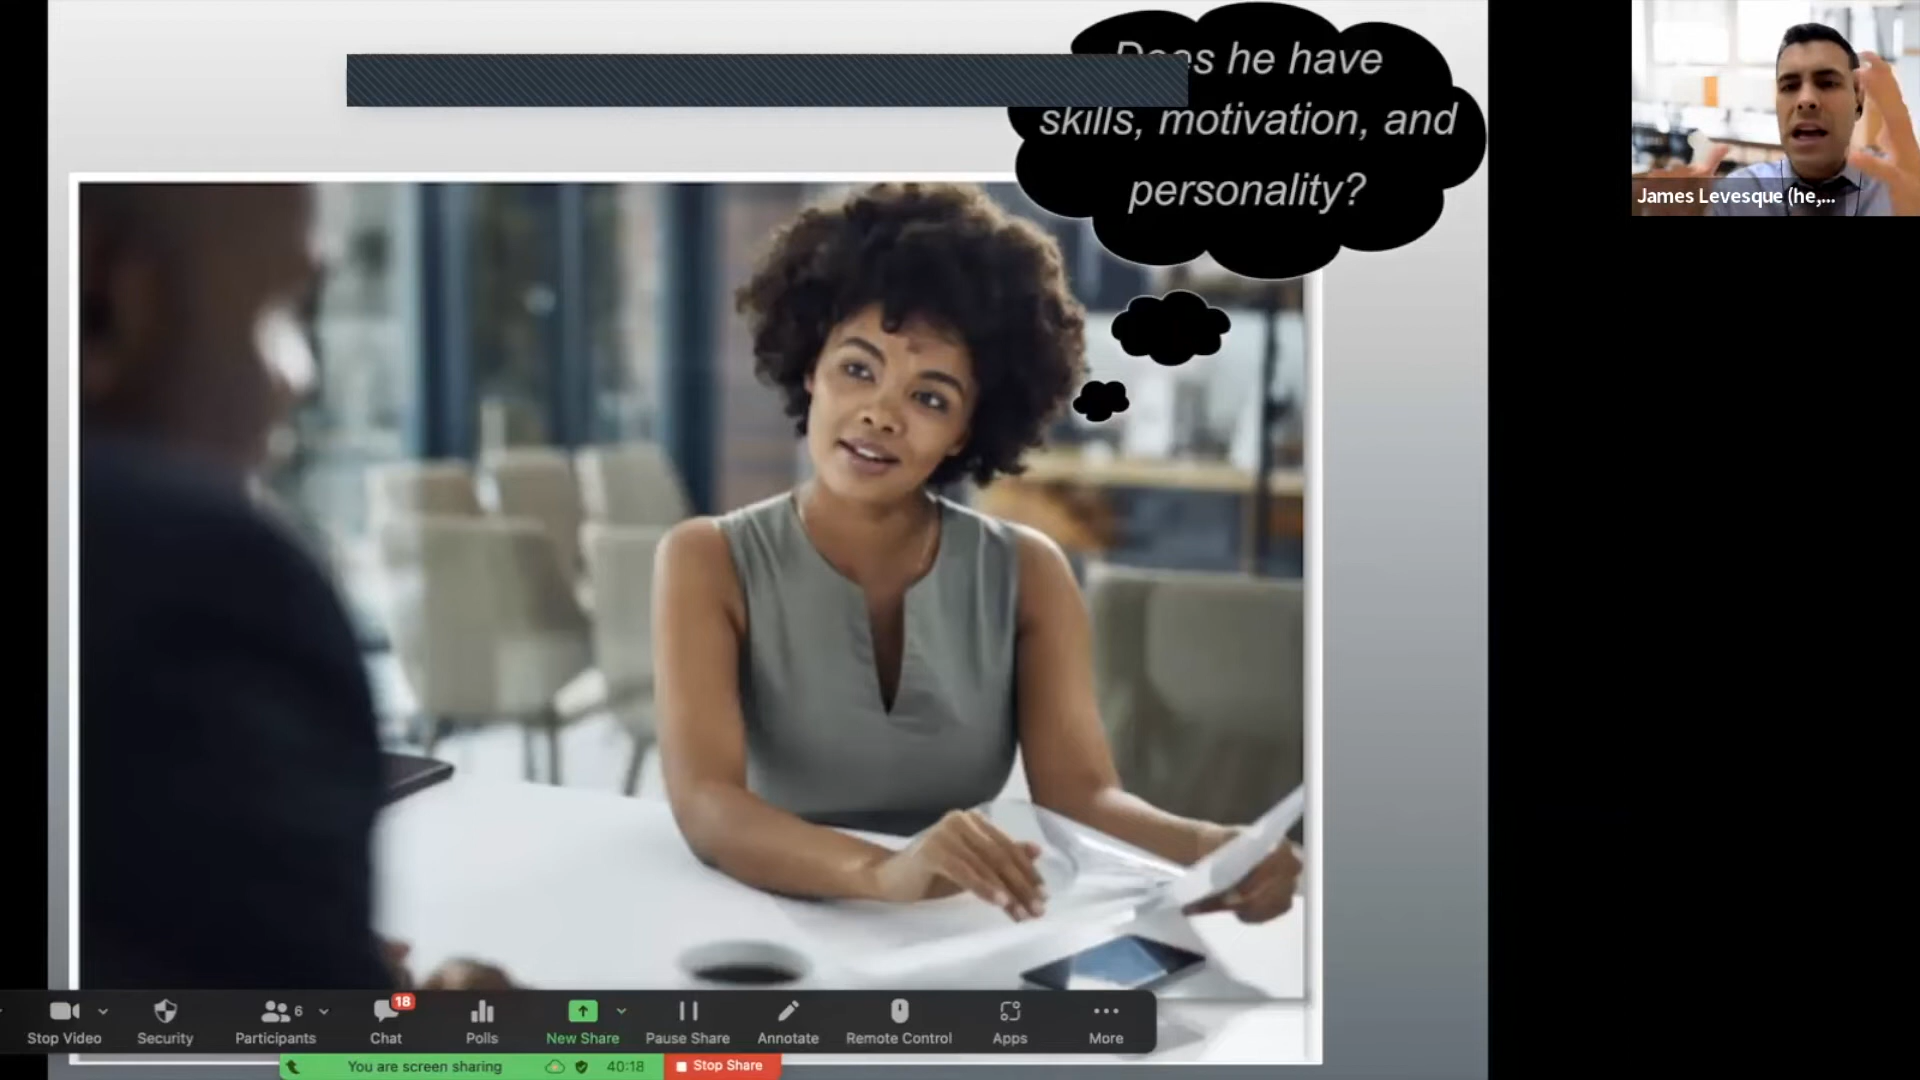 Does he have
skills, motivation, and
personality?
James Levesque (he,...
Stop Video
Security
Participants
6
Chat
18
Polls
New Share
Pause Share
Annotate
Remote Control
Apps
More
You are screen sharing
40:18
Stop Share